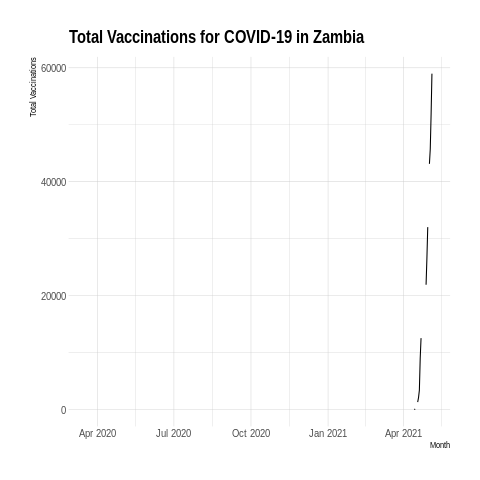 Total Vaccinations for COVID-19 in Zambia
Total Vaccinations
60000
40000
20000
0
Apr 2020 Jul 2020 Oct 2020 Jan 2021 Apr 2021
Month